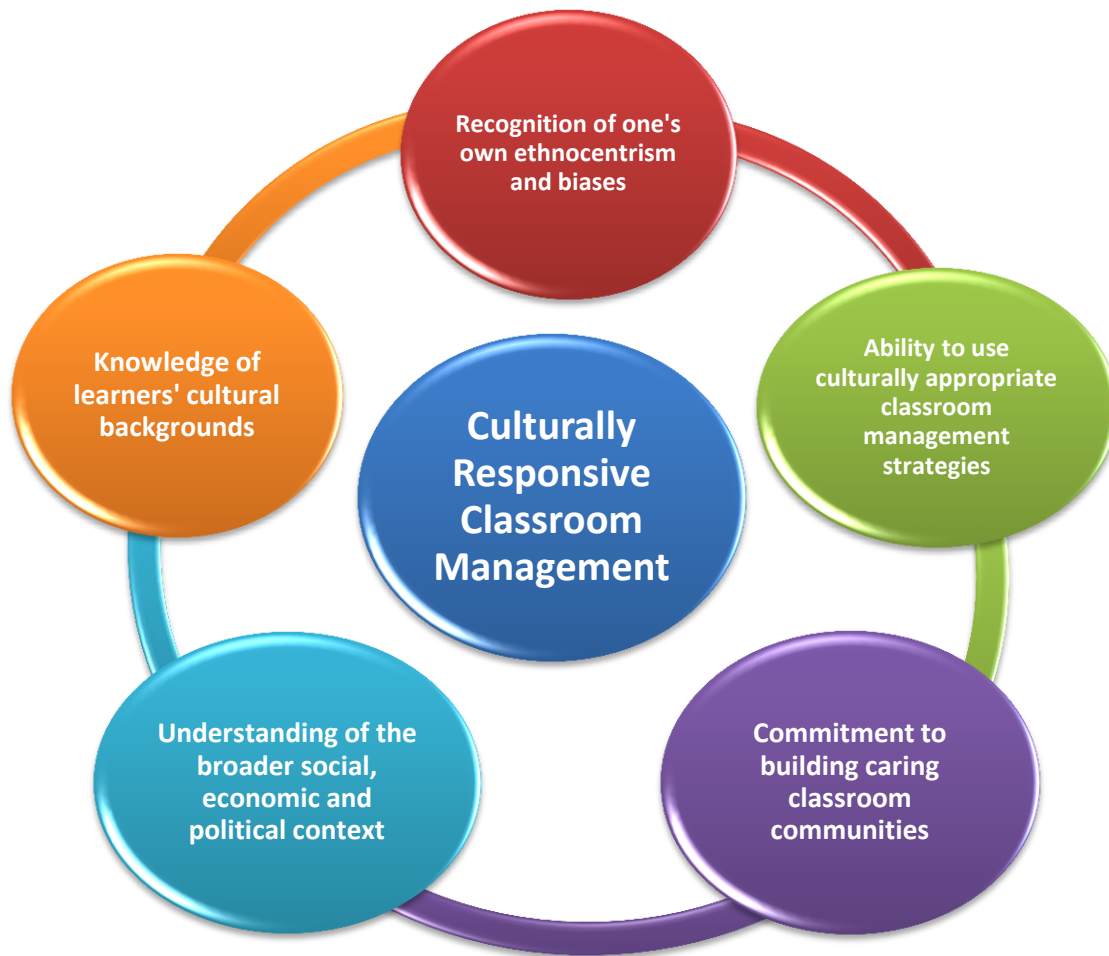 Recognition of one's
own ethnocentrism
and biases
Ability to use
culturally appropriate
classroom
management
strategies
Commitment to
building caring
classroom
communities
Understanding of the
broader social,
economic and
political context
Knowledge of
learners' cultural
backgrounds
Culturally
Responsive
Classroom
Management